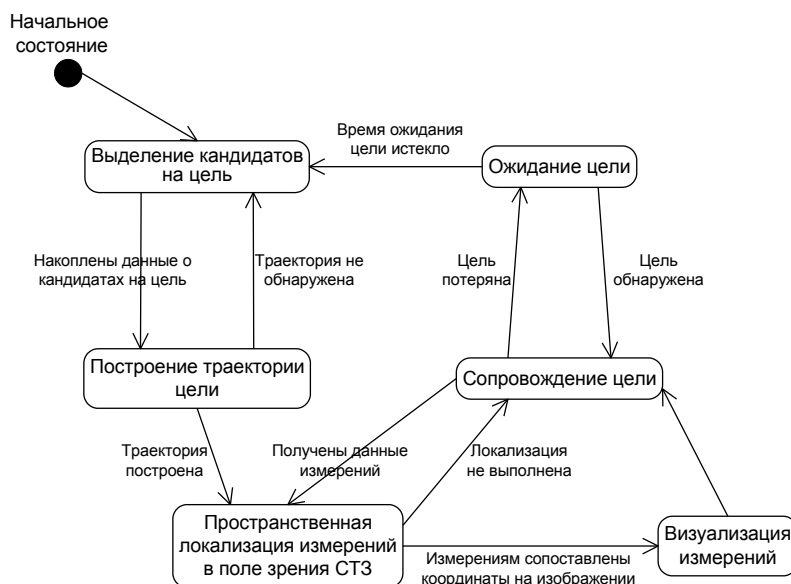 Начальное
состояние
Выделение кандидатов
на цель
Время ожидания
цели истекло
Ожидание цели
Накоплены данные о
кандидатах на цель
Траектория не
обнаружена
Цель
потеряна
Цель
обнаружена
Построение траектории
цели
Сопровождение цели
Траектория
построена
Получены данные
измерений
Локализация
не выполнена
Пространственная
локализация измерений
в поле зрения СТЗ
Визуализация
измерений
Измерениям сопоставлены
координаты на изображении